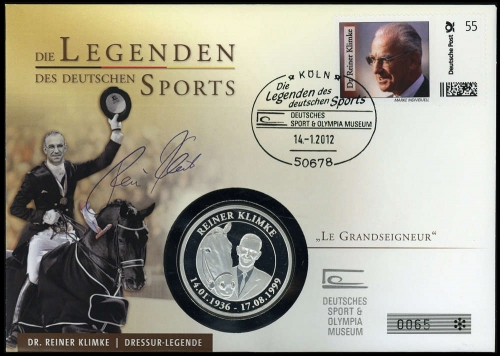 DIE LEGENDEN
DES DEUTSCHEN SPORTS
Dr. Reiner Klimke
MARKE INDIVIDUELL
Deutsche Post
55
KÖLN
Die
Legenden des
deutschen Sports
DEUTSCHES
SPORT & OLYMPIA MUSEUM
14.-1.2012
50678
REINER KLIMKE
14.01.1936 - 17.08.1999
„LE GRANDSEIGNEUR“
DEUTSCHES
SPORT &
OLYMPIA
MUSEUM
0065
DR. REINER KLIMKE | DRESSUR-LEGENDE